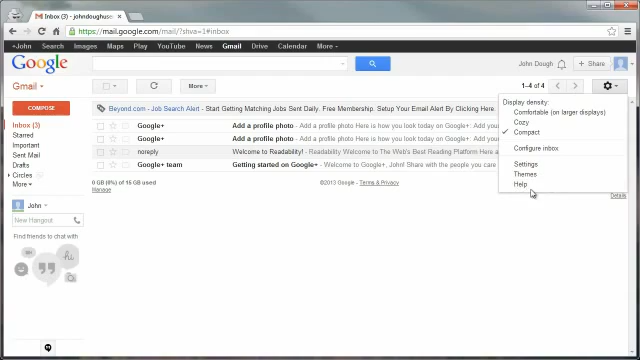 Inbox (3) - johndoughuse
https://mail.google.com/mail/?shva=1#inbox
+John Search Images Maps Play YouTube News Gmail Drive Calendar More
Google John Dough + Share
Gmail More 1–4 of 4
COMPOSE
Inbox (3)
Starred
Important
Sent Mail
Drafts
Circles
More
John
New Hangout
Find friends to chat with
hi
Beyond.com - Job Search Alert - Start Getting Matching Jobs Sent Daily. Free Membership. Setup Your Email Alert By Clicking Here
Google+ Add a profile photo - Add a profile photo Here is how you look today on Google+. Change
Google+ Add a profile photo - Add a profile photo Here is how you look today on Google+. Change
noreply Welcome to Readability! - Readability Welcome to The Web's Best Reading Platform Here
Google+ team Getting started on Google+ - Welcome to Google+, John! Share with the people you care
0 GB (0%) of 15 GB used
Manage
©2013 Google - Terms & Privacy
Details
Display density:
Comfortable (on larger displays)
Cozy
Compact
Configure inbox
Settings
Themes
Help